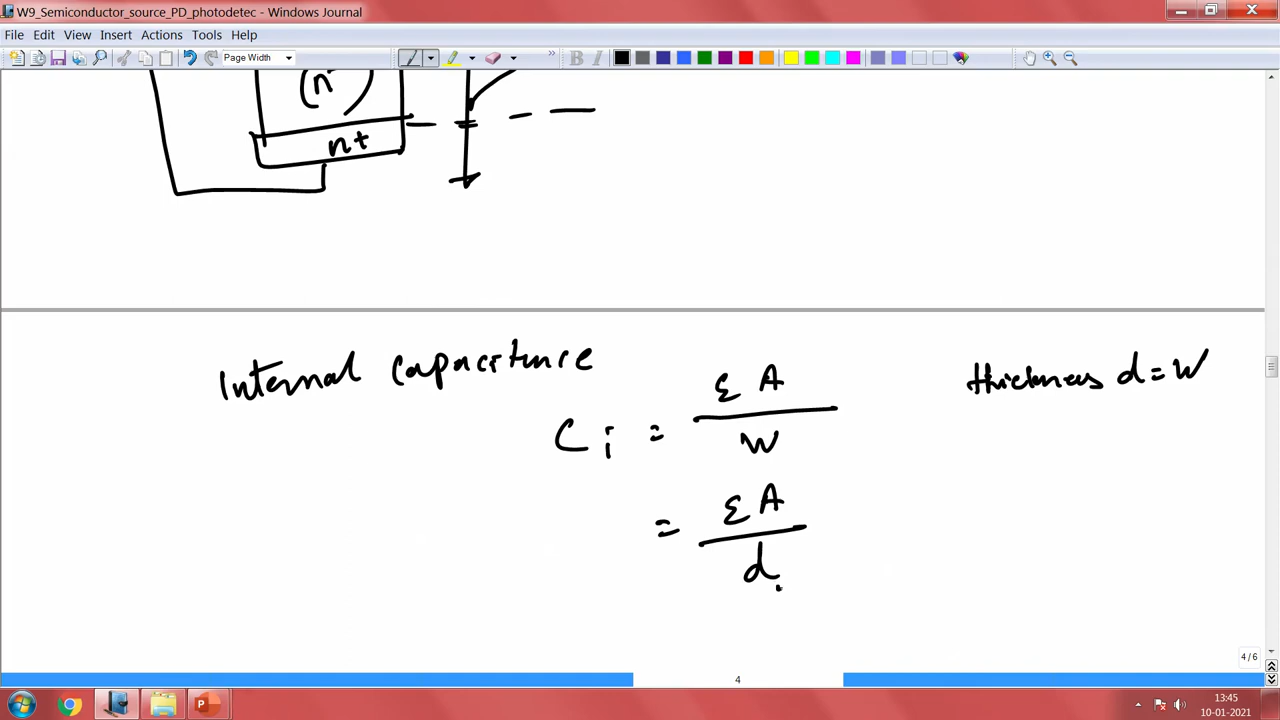 W9_Semiconductor_source_PD_photodetec - Windows Journal
File Edit View Insert Actions Tools Help
Page Width
B I
(n
n+
Internal capacitance
thickness d = W
Ci = εA / W
= εA / d
4/6
4
13:45
10-01-2021